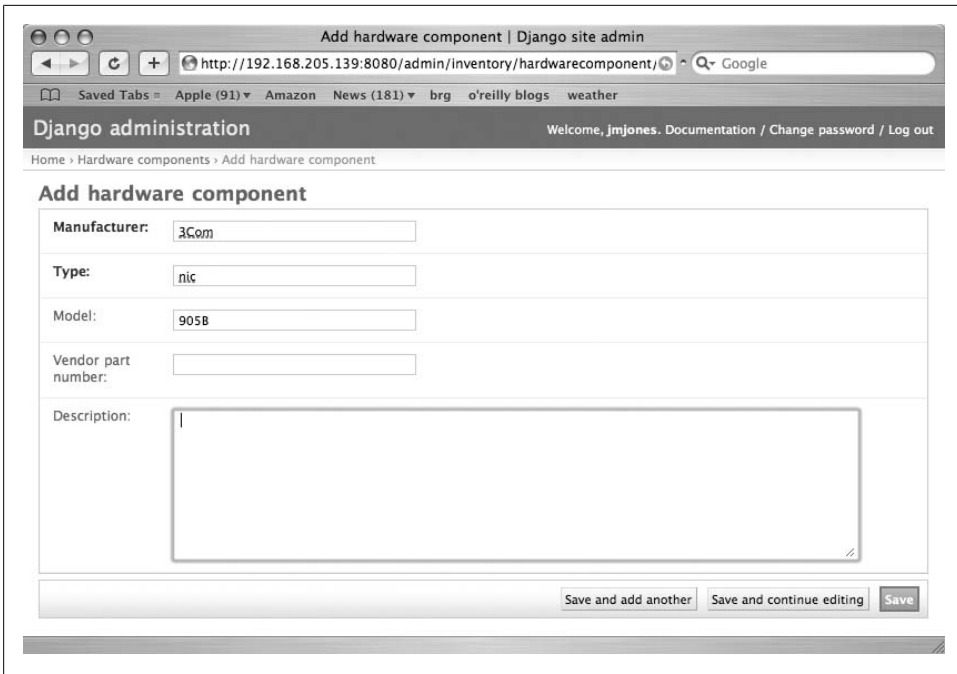 Add hardware component | Django site admin
http://192.168.205.139:8080/admin/inventory/hardwarecomponent/
Google
Saved Tabs Apple (91) Amazon News (181) brg o'reilly blogs weather
Django administration
Welcome, jmjones. Documentation / Change password / Log out
Home › Hardware components › Add hardware component
Add hardware component
Manufacturer: 3Com
Type: nic
Model: 905B
Vendor part
number:
Description:
Save and add another Save and continue editing Save